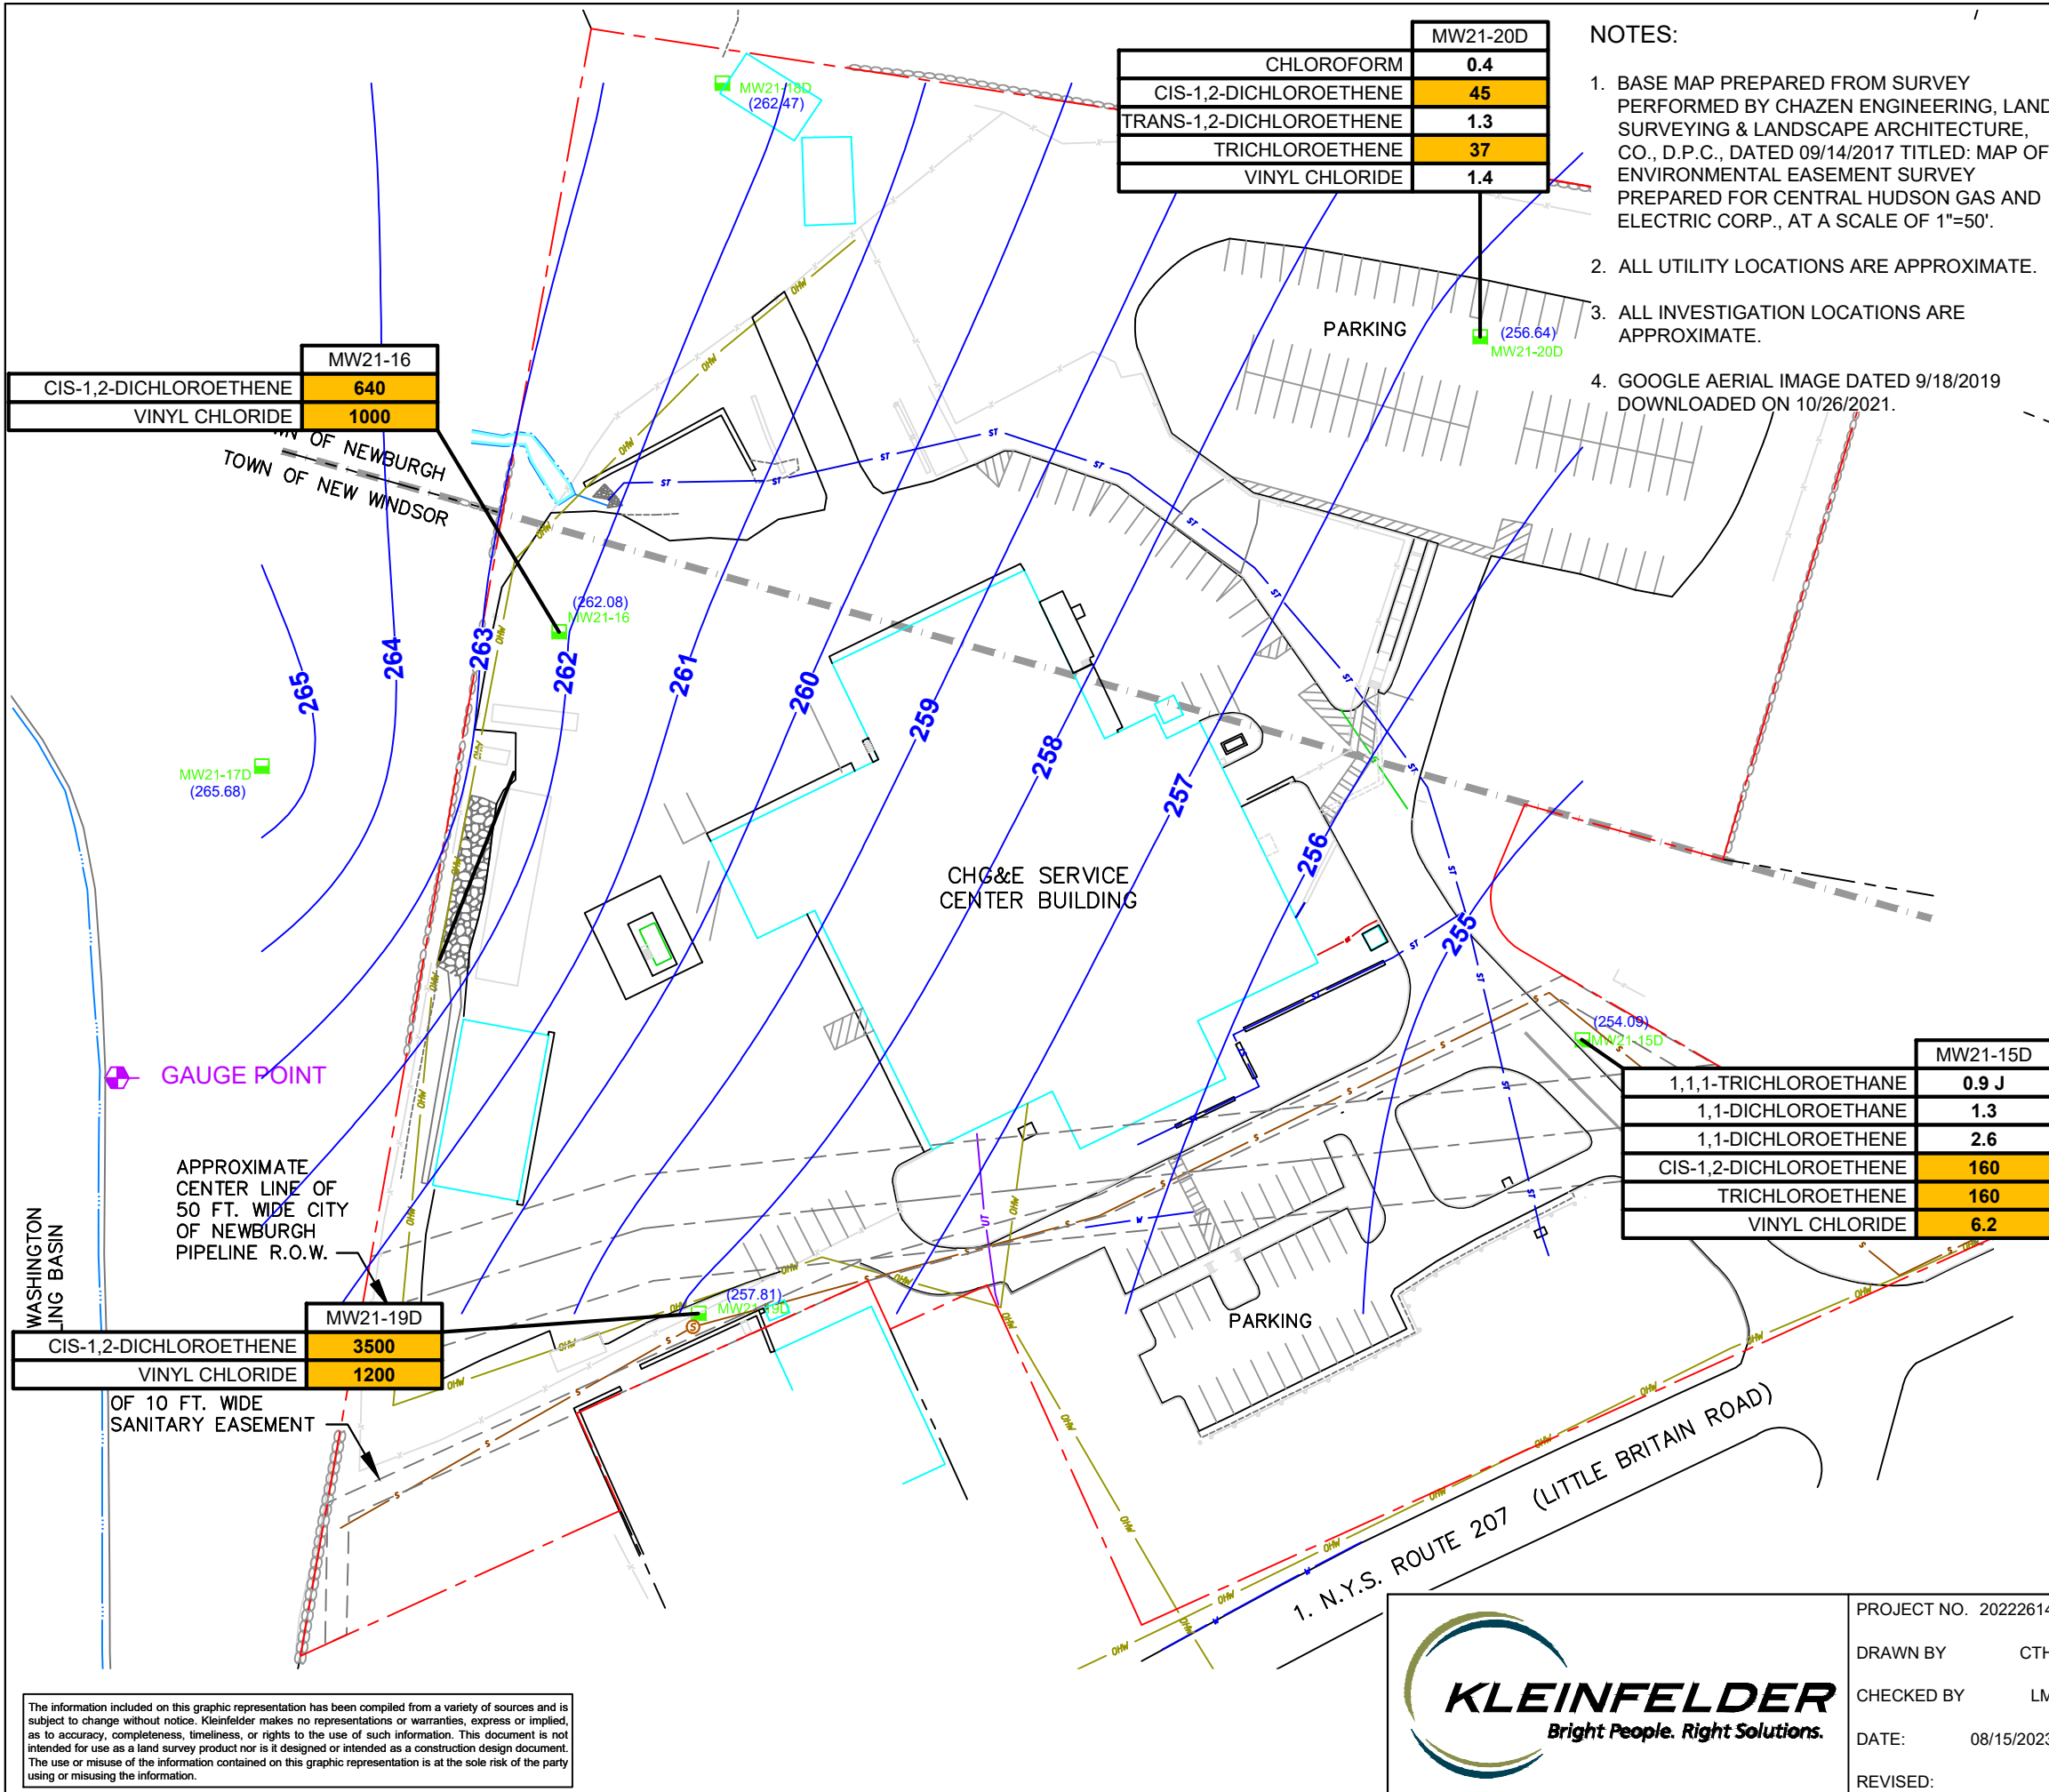 MW21-20D
CHLOROFORM 0.4
CIS-1,2-DICHLOROETHENE 45
TRANS-1,2-DICHLOROETHENE 1.3
TRICHLOROETHENE 37
VINYL CHLORIDE 1.4
NOTES:
1. BASE MAP PREPARED FROM SURVEY
PERFORMED BY CHAZEN ENGINEERING, LAND
SURVEYING & LANDSCAPE ARCHITECTURE,
CO., D.P.C., DATED 09/14/2017 TITLED: MAP OF
ENVIRONMENTAL EASEMENT SURVEY
PREPARED FOR CENTRAL HUDSON GAS AND
ELECTRIC CORP., AT A SCALE OF 1"=50'.
2. ALL UTILITY LOCATIONS ARE APPROXIMATE.
3. ALL INVESTIGATION LOCATIONS ARE
APPROXIMATE.
4. GOOGLE AERIAL IMAGE DATED 9/18/2019
DOWNLOADED ON 10/26/2021.
MW21-18D
(262.47)
PARKING
(256.64)
MW21-20D
MW21-16
CIS-1,2-DICHLOROETHENE 640
VINYL CHLORIDE 1000
OF NEWBURGH
TOWN OF NEW WINDSOR
(262.08)
MW21-16
265
264
263
262
261
260
259
258
257
256
255
MW21-17D
(265.68)
CHG&E SERVICE
CENTER BUILDING
GAUGE POINT
(254.09)
MW21-15D
MW21-15D
1,1,1-TRICHLOROETHANE 0.9 J
1,1-DICHLOROETHANE 1.3
1,1-DICHLOROETHENE 2.6
CIS-1,2-DICHLOROETHENE 160
TRICHLOROETHENE 160
VINYL CHLORIDE 6.2
APPROXIMATE
CENTER LINE OF
50 FT. WIDE CITY
OF NEWBURGH
PIPELINE R.O.W.
WASHINGTON
LING BASIN
MW21-19D
CIS-1,2-DICHLOROETHENE 3500
VINYL CHLORIDE 1200
(257.81)
MW21-19D
OF 10 FT. WIDE
SANITARY EASEMENT
PARKING
1. N.Y.S. ROUTE 207 (LITTLE BRITAIN ROAD)
The information included on this graphic representation has been compiled from a variety of sources and is
subject to change without notice. Kleinfelder makes no representations or warranties, express or implied,
as to accuracy, completeness, timeliness, or rights to the use of such information. This document is not
intended for use as a land survey product nor is it designed or intended as a construction design document.
The use or misuse of the information contained on this graphic representation is at the sole risk of the party
using or misusing the information.
KLEINFELDER
Bright People. Right Solutions.
PROJECT NO. 20222614
DRAWN BY CTH
CHECKED BY LM
DATE: 08/15/2023
REVISED: